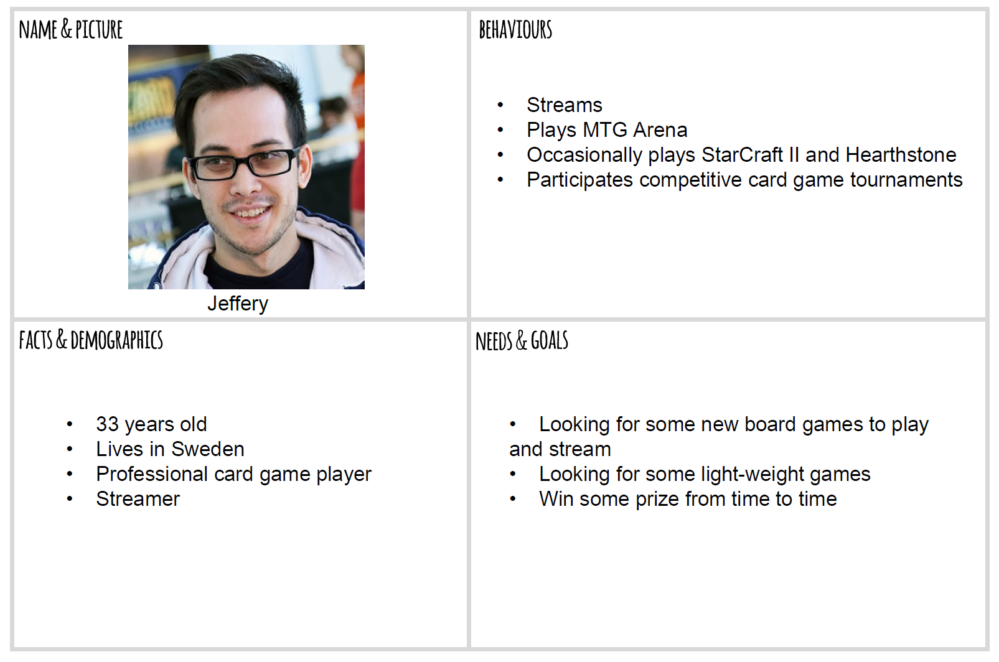 NAME & PICTURE
Jeffery
BEHAVIOURS
• Streams
• Plays MTG Arena
• Occasionally plays StarCraft II and Hearthstone
• Participates competitive card game tournaments
FACTS & DEMOGRAPHICS
• 33 years old
• Lives in Sweden
• Professional card game player
• Streamer
NEEDS & GOALS
• Looking for some new board games to play
and stream
• Looking for some light-weight games
• Win some prize from time to time